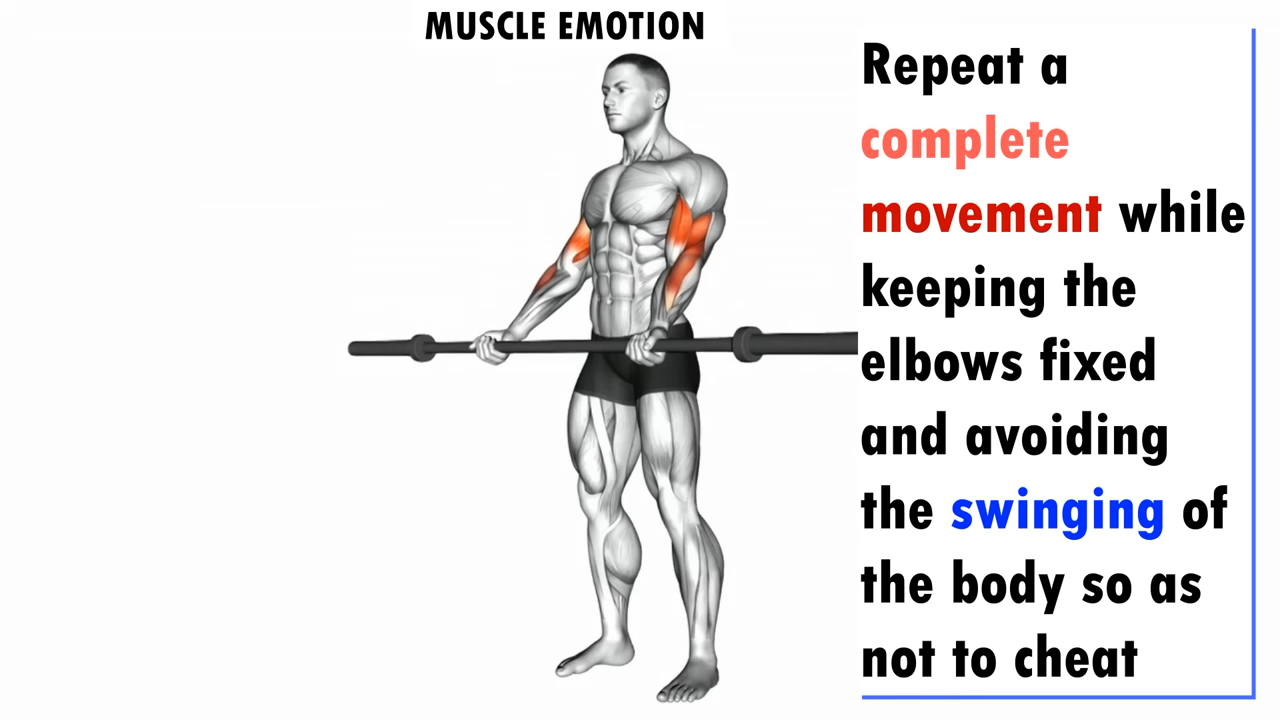 MUSCLE EMOTION
Repeat a
complete
movement while
keeping the
elbows fixed
and avoiding
the swinging of
the body so as
not to cheat